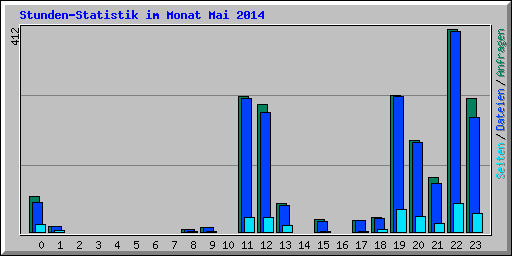 Stunden-Statistik im Monat Mai 2014
412
Seiten / Dateien / Anfragen
0 1 2 3 4 5 6 7 8 9 10 11 12 13 14 15 16 17 18 19 20 21 22 23